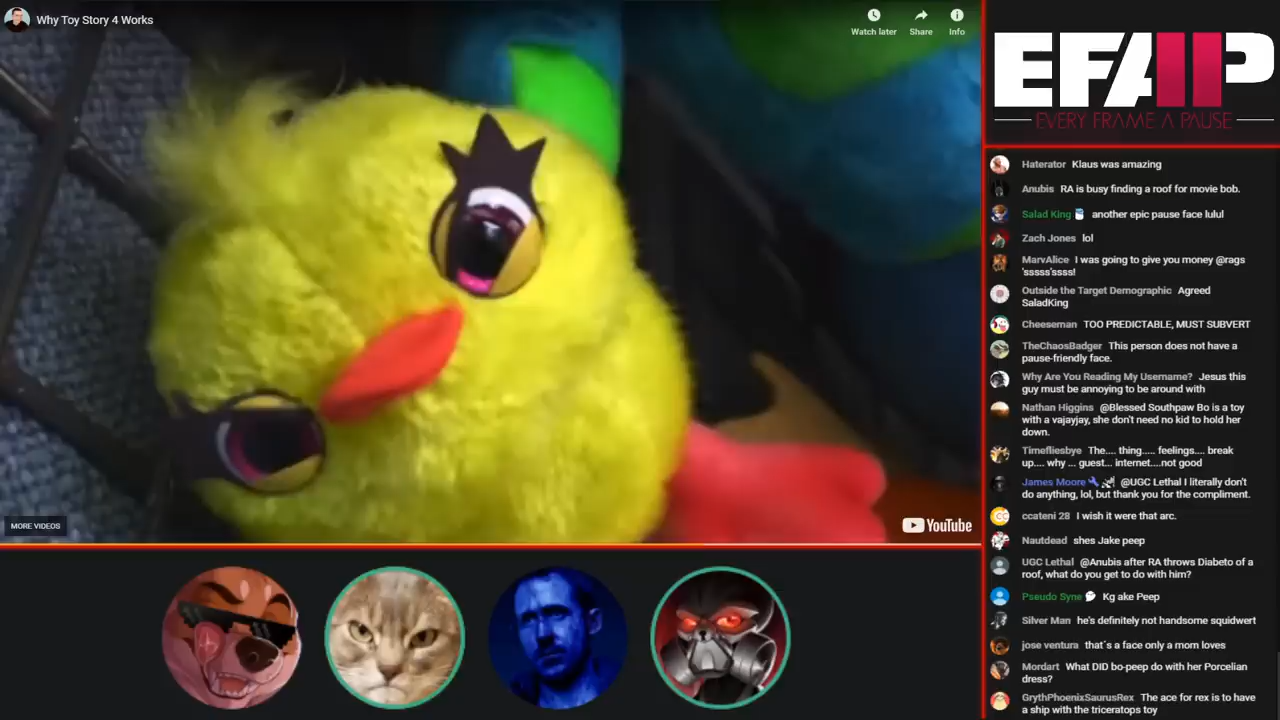 Why Toy Story 4 Works
Watch later
Share
Info
MORE VIDEOS
YouTube
EFAP
EVERY FRAME A PAUSE
Haterator Klaus was amazing
Anubis RA is busy finding a roof for movie bob.
Salad King another epic pause face lulul
Zach Jones lol
MarvAlice I was going to give you money @rags
'sssss'ssss!
Outside the Target Demographic Agreed
SaladKing
Cheeseman TOO PREDICTABLE, MUST SUBVERT
TheChaosBadger This person does not have a
pause-friendly face.
Why Are You Reading My Username? Jesus this
guy must be annoying to be around with
Nathan Higgins @Blessed Southpaw Bo is a toy
with a vajayjay, she don't need no kid to hold her
down.
Timefliesbye The.... thing..... feelings.... break
up.... why ... guest... internet....not good
James Moore @UGC Lethal I literally don't
do anything, lol, but thank you for the compliment.
ccateni 28 I wish it were that arc.
Nautdead shes Jake peep
UGC Lethal @Anubis after RA throws Diabeto of a
roof, what do you get to do with him?
Pseudo Syne Kg ake Peep
Silver Man he's definitely not handsome squidwert
jose ventura that´s a face only a mom loves
Mordart What DID bo-peep do with her Porcelian
dress?
GrythPhoenixSaurusRex The ace for rex is to have
a ship with the triceratops toy